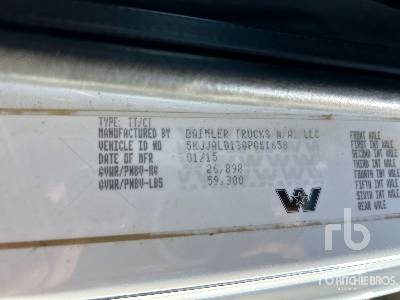 TYPE: TT/CT
MANUFACTURED BY DAIMLER TRUCKS N.A. LLC
VEHICLE ID NO
DATE OF MFR 01/15
GVWR/PNBV-KG 26,898
GVWR/PNBV-LBS 59,300
FRONT AXLE
FIRST INT AXLE
SECOND INT AXLE
THIRD INT AXLE
FOURTH INT AXLE
FIFTH INT AXLE
SIXTH INT AXLE
REAR AXLE
rb
RITCHIE BROS